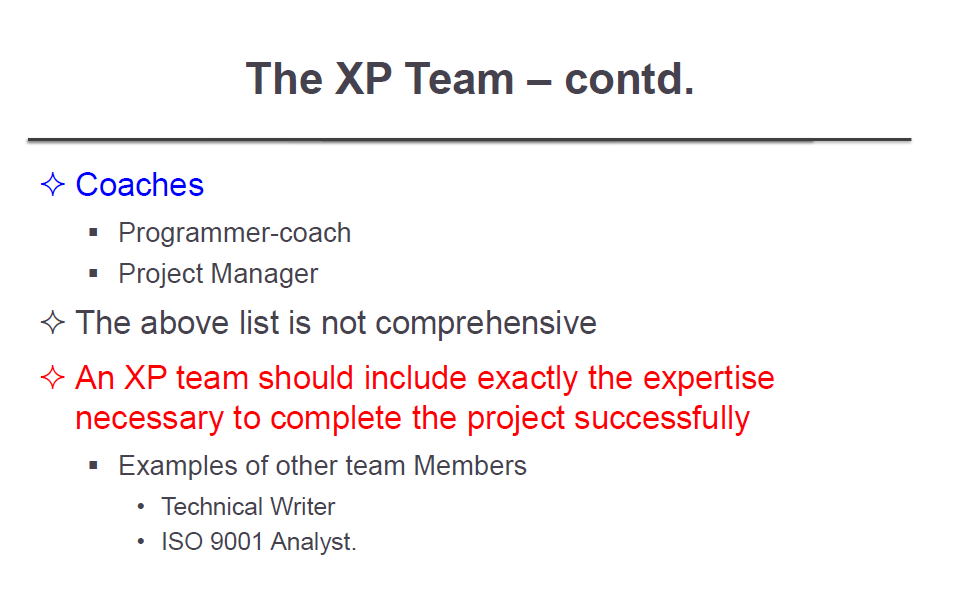 The XP Team – contd.
Coaches
Programmer-coach
Project Manager
The above list is not comprehensive
An XP team should include exactly the expertise
necessary to complete the project successfully
Examples of other team Members
Technical Writer
ISO 9001 Analyst.